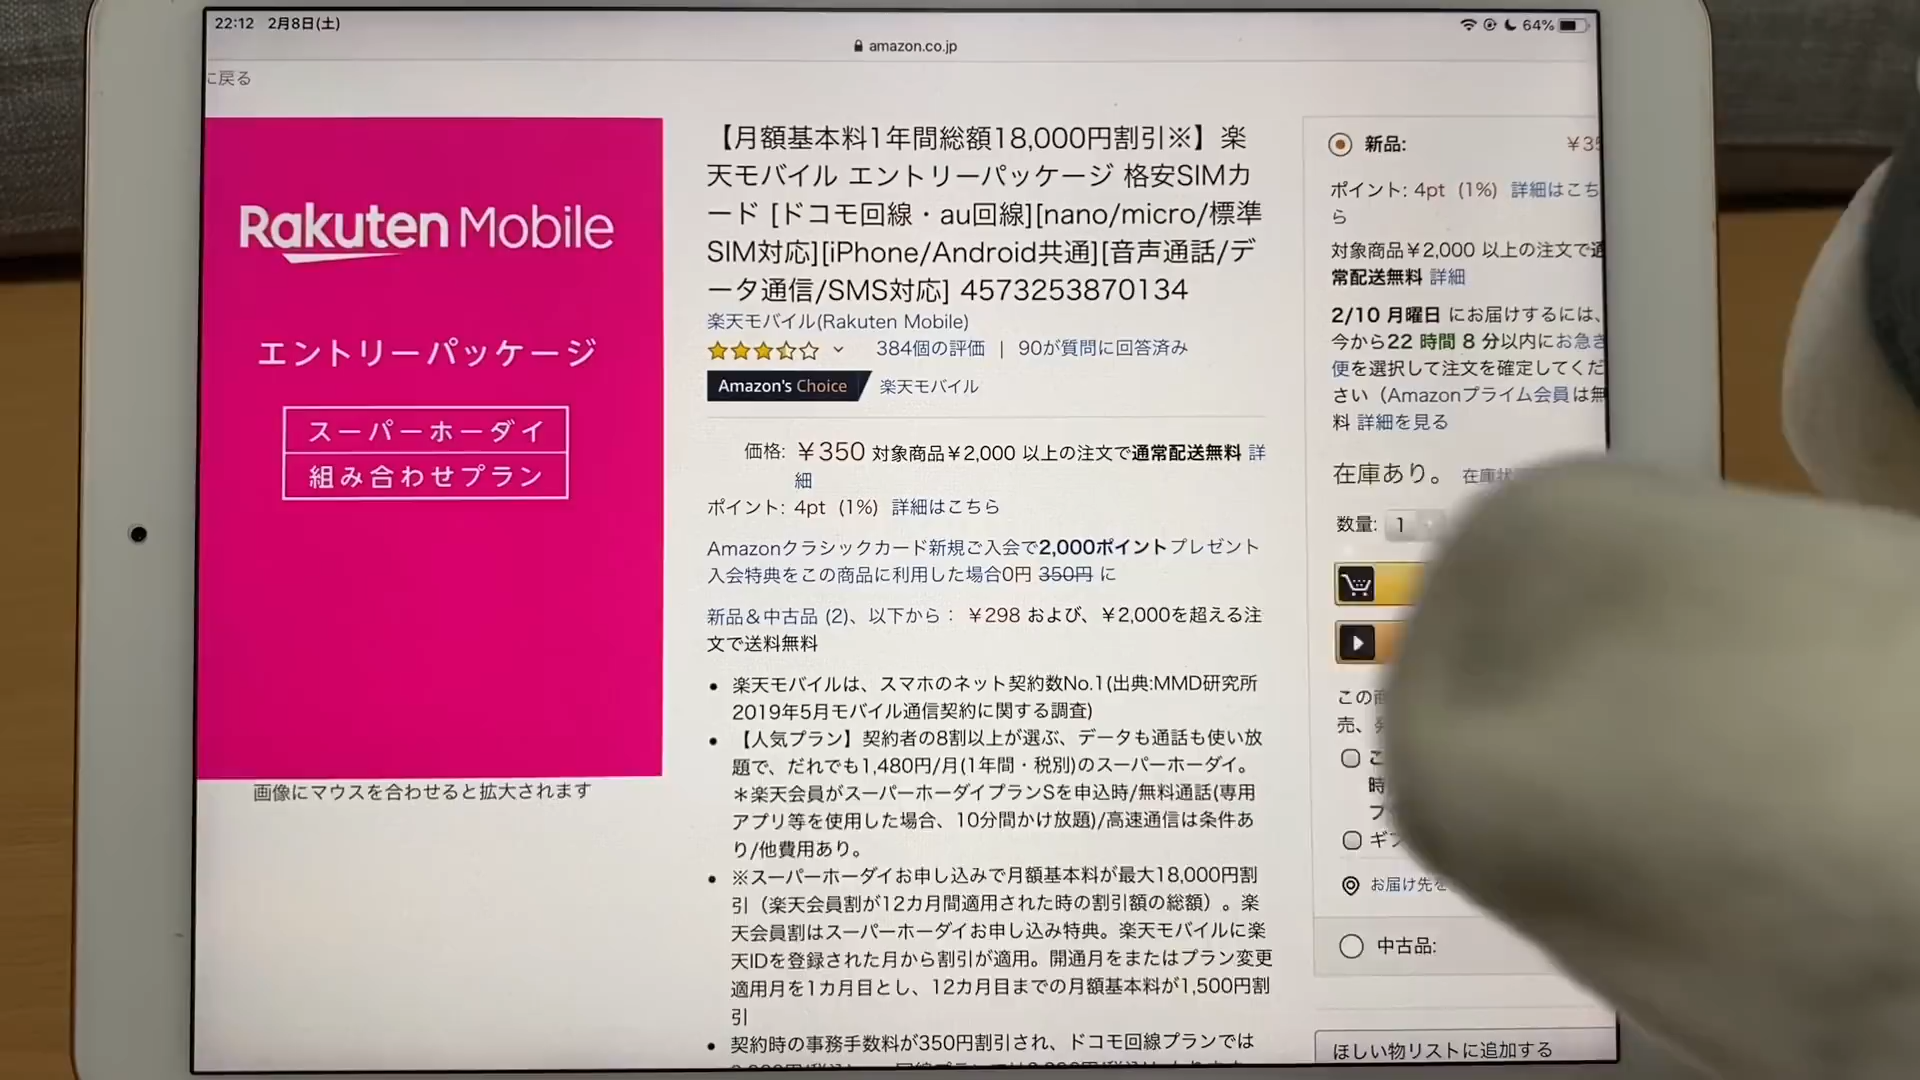 22:12 2月8日(土)
64%
amazon.co.jp
に戻る
Rakuten Mobile
エントリーパッケージ
スーパーホーダイ
組み合わせプラン
画像にマウスを合わせると拡大されます
【月額基本料1年間総額18,000円割引※】楽
天モバイル エントリーパッケージ 格安SIMカ
ード [ドコモ回線・au回線][nano/micro/標準
SIM対応][iPhone/Android共通][音声通話/デ
ータ通信/SMS対応] 4573253870134
楽天モバイル(Rakuten Mobile)
384個の評価 | 90が質問に回答済み
Amazon's Choice 楽天モバイル
価格: ￥350 対象商品￥2,000 以上の注文で通常配送無料 詳
細
ポイント: 4pt (1%) 詳細はこちら
Amazonクラシックカード新規ご入会で2,000ポイントプレゼント
入会特典をこの商品に利用した場合0円 350円 に
新品＆中古品 (2)、以下から： ￥298 および、￥2,000を超える注
文で送料無料
• 楽天モバイルは、スマホのネット契約数No.1(出典:MMD研究所
2019年5月モバイル通信契約に関する調査)
• 【人気プラン】契約者の8割以上が選ぶ、データも通話も使い放
題で、だれでも1,480円/月(1年間・税別)のスーパーホーダイ。
＊楽天会員がスーパーホーダイプランSを申込時/無料通話(専用
アプリ等を使用した場合、10分間かけ放題)/高速通信は条件あ
り/他費用あり。
• ※スーパーホーダイお申し込みで月額基本料が最大18,000円割
引（楽天会員割が12カ月間適用された時の割引額の総額）。楽
天会員割はスーパーホーダイお申し込み特典。楽天モバイルに楽
天IDを登録された月から割引が適用。開通月をまたはプラン変更
適用月を1カ月目とし、12カ月目までの月額基本料が1,500円割
引
• 契約時の事務手数料が350円割引され、ドコモ回線プランでは
新品: ￥35
ポイント: 4pt (1%) 詳細はこち
ら
対象商品￥2,000 以上の注文で通
常配送無料 詳細
2/10 月曜日 にお届けするには、
今から22 時間 8 分以内にお急ぎ
便を選択して注文を確定してくだ
さい（Amazonプライム会員は無
料 詳細を見る
在庫あり。 在庫状
数量: 1
この商
売、発
こ
時
プ
ギフ
お届け先を
中古品:
ほしい物リストに追加する